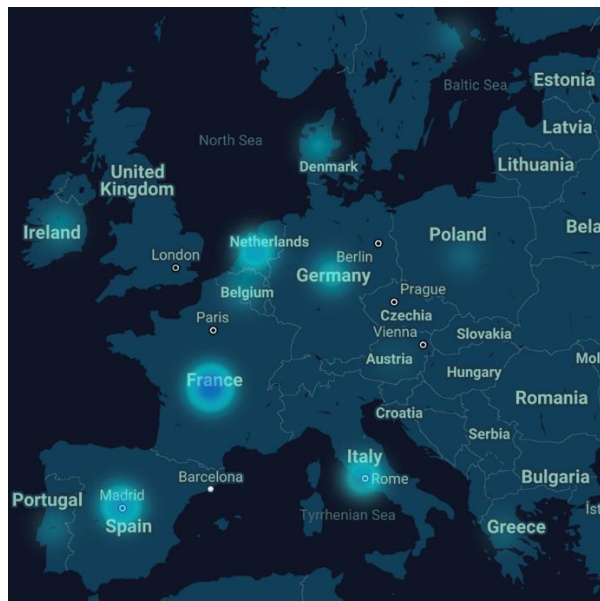 Baltic Sea
Estonia
Latvia
North Sea
Denmark
Lithuania
United
Kingdom
Ireland
Netherlands
Poland
Bela
London
Berlin
Germany
Belgium
Prague
Paris
Czechia
Vienna
Slovakia
Austria
Mol
Hungary
France
Romania
Croatia
Serbia
Italy
Barcelona
Rome
Bulgaria
Portugal
Madrid
Tyrrhenian Sea
İst
Spain
Greece